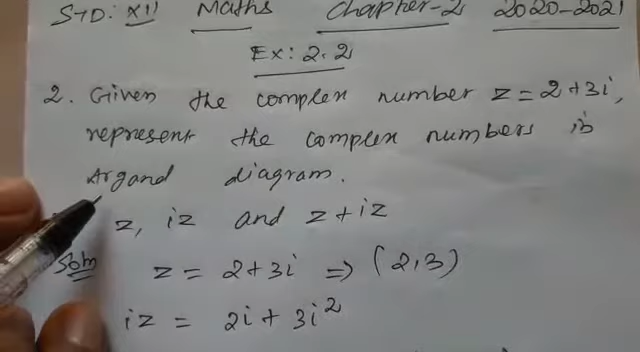 STD: XII Maths Chapter-2 2020-2021
Ex: 2.2
2. Given the complex number z = 2+3i,
represent the complex numbers in
Argand diagram.
z, iz and z+iz
Soln z = 2+3i => (2,3)
iz = 2i + 3i²